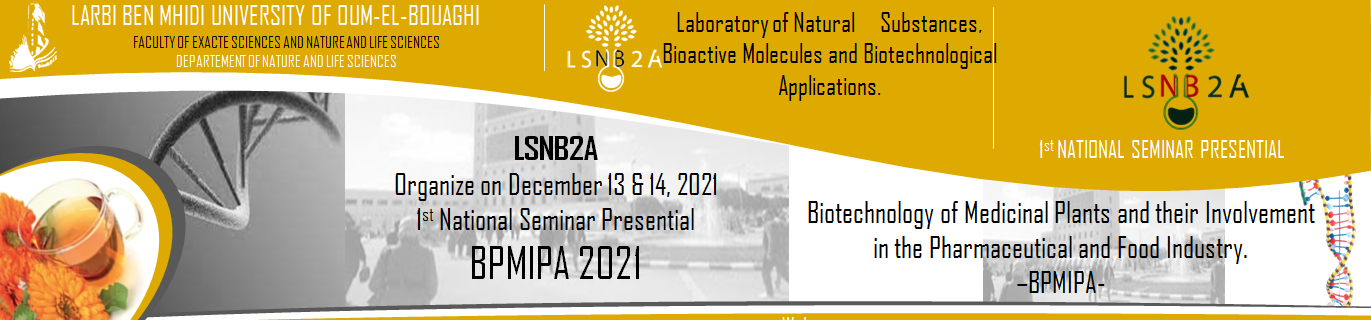 LARBI BEN MHIDI UNIVERSITY OF OUM-EL-BOUAGHI
FACULTY OF EXACTE SCIENCES AND NATURE AND LIFE SCIENCES
DEPARTEMENT OF NATURE AND LIFE SCIENCES
LSNB2A
Laboratory of Natural Substances,
Bioactive Molecules and Biotechnological
Applications.
LSNB2A
1st NATIONAL SEMINAR PRESENTIAL
LSNB2A
Organize on December 13 & 14, 2021
1st National Seminar Presential
BPMIPA 2021
Biotechnology of Medicinal Plants and their Involvement
in the Pharmaceutical and Food Industry.
–BPMIPA-